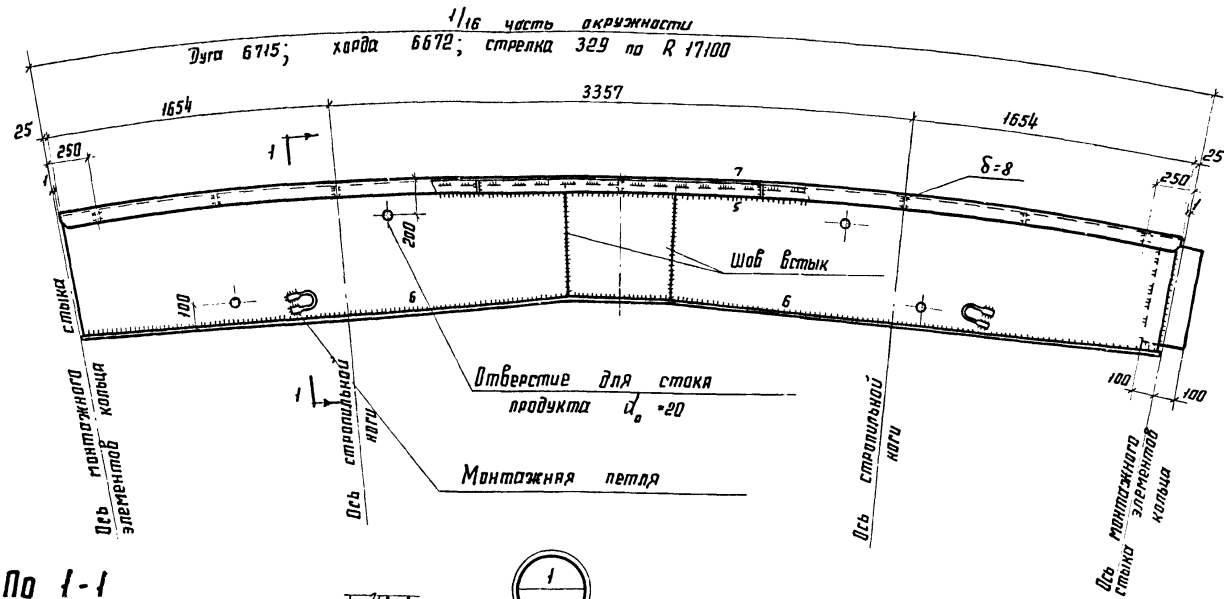 1/16 часть окружности
Дуга 6715; хорда 6672; стрелка 329 по R 17100
1654
3357
1654
25
25
250
250
1
1
1
7
δ=8
5
200
Шов встык
100
6
6
Отверстие для стока
продукта d₀ =20
1
100
100
Монтажная петля
Ось монтажного стыка
элементов кольца
Ось стропильной
ноги
Ось стропильной
ноги
Ось монтажного
стыка элементов
кольца
По 1-1
1